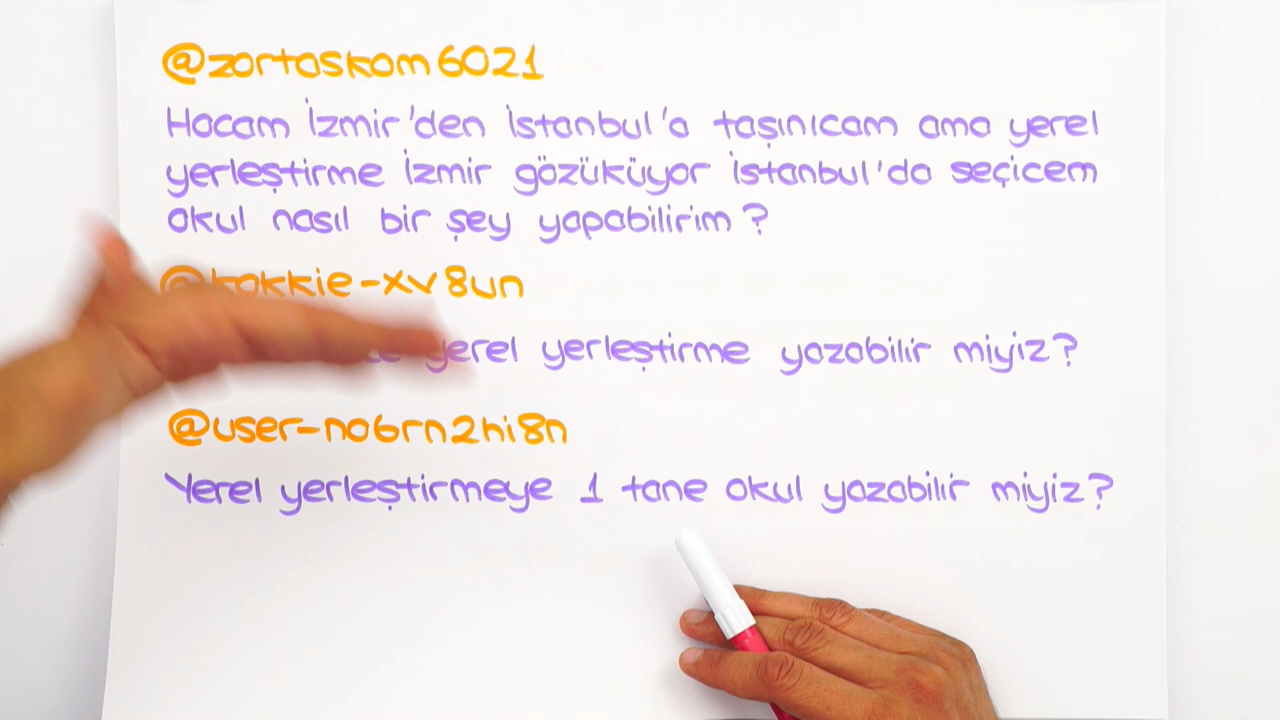 @zortaskom6021
Hocam İzmir'den İstanbul'a taşınıcam ama yerel
yerleştirme İzmir gözüküyor İstanbul'da seçicem
okul nasıl bir şey yapabilirim?
@kokkie-xv8un
yerel yerleştirme yazabilir miyiz?
@user-no6rn2hi8n
Yerel yerleştirmeye 1 tane okul yazabilir miyiz?